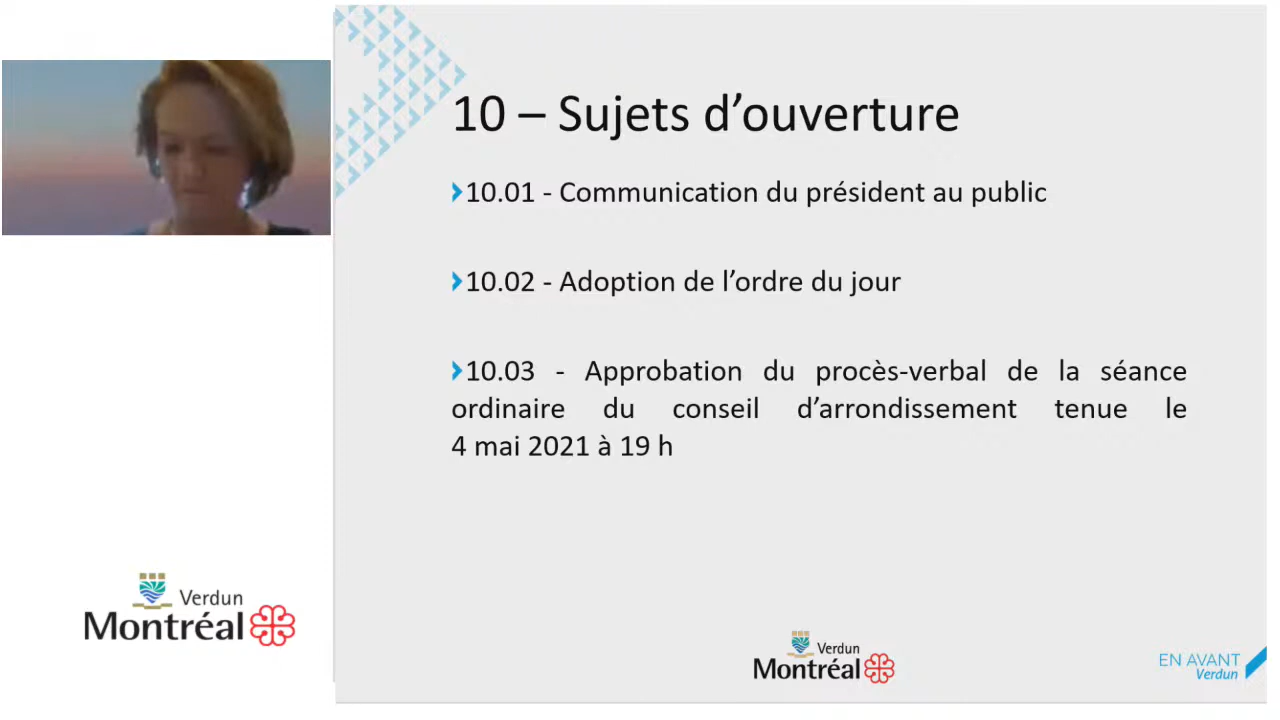 10 – Sujets d’ouverture
10.01 - Communication du président au public
10.02 - Adoption de l’ordre du jour
10.03 - Approbation du procès-verbal de la séance
ordinaire du conseil d’arrondissement tenue le
4 mai 2021 à 19 h
Verdun
Montréal
Verdun
Montréal
EN AVANT
Verdun